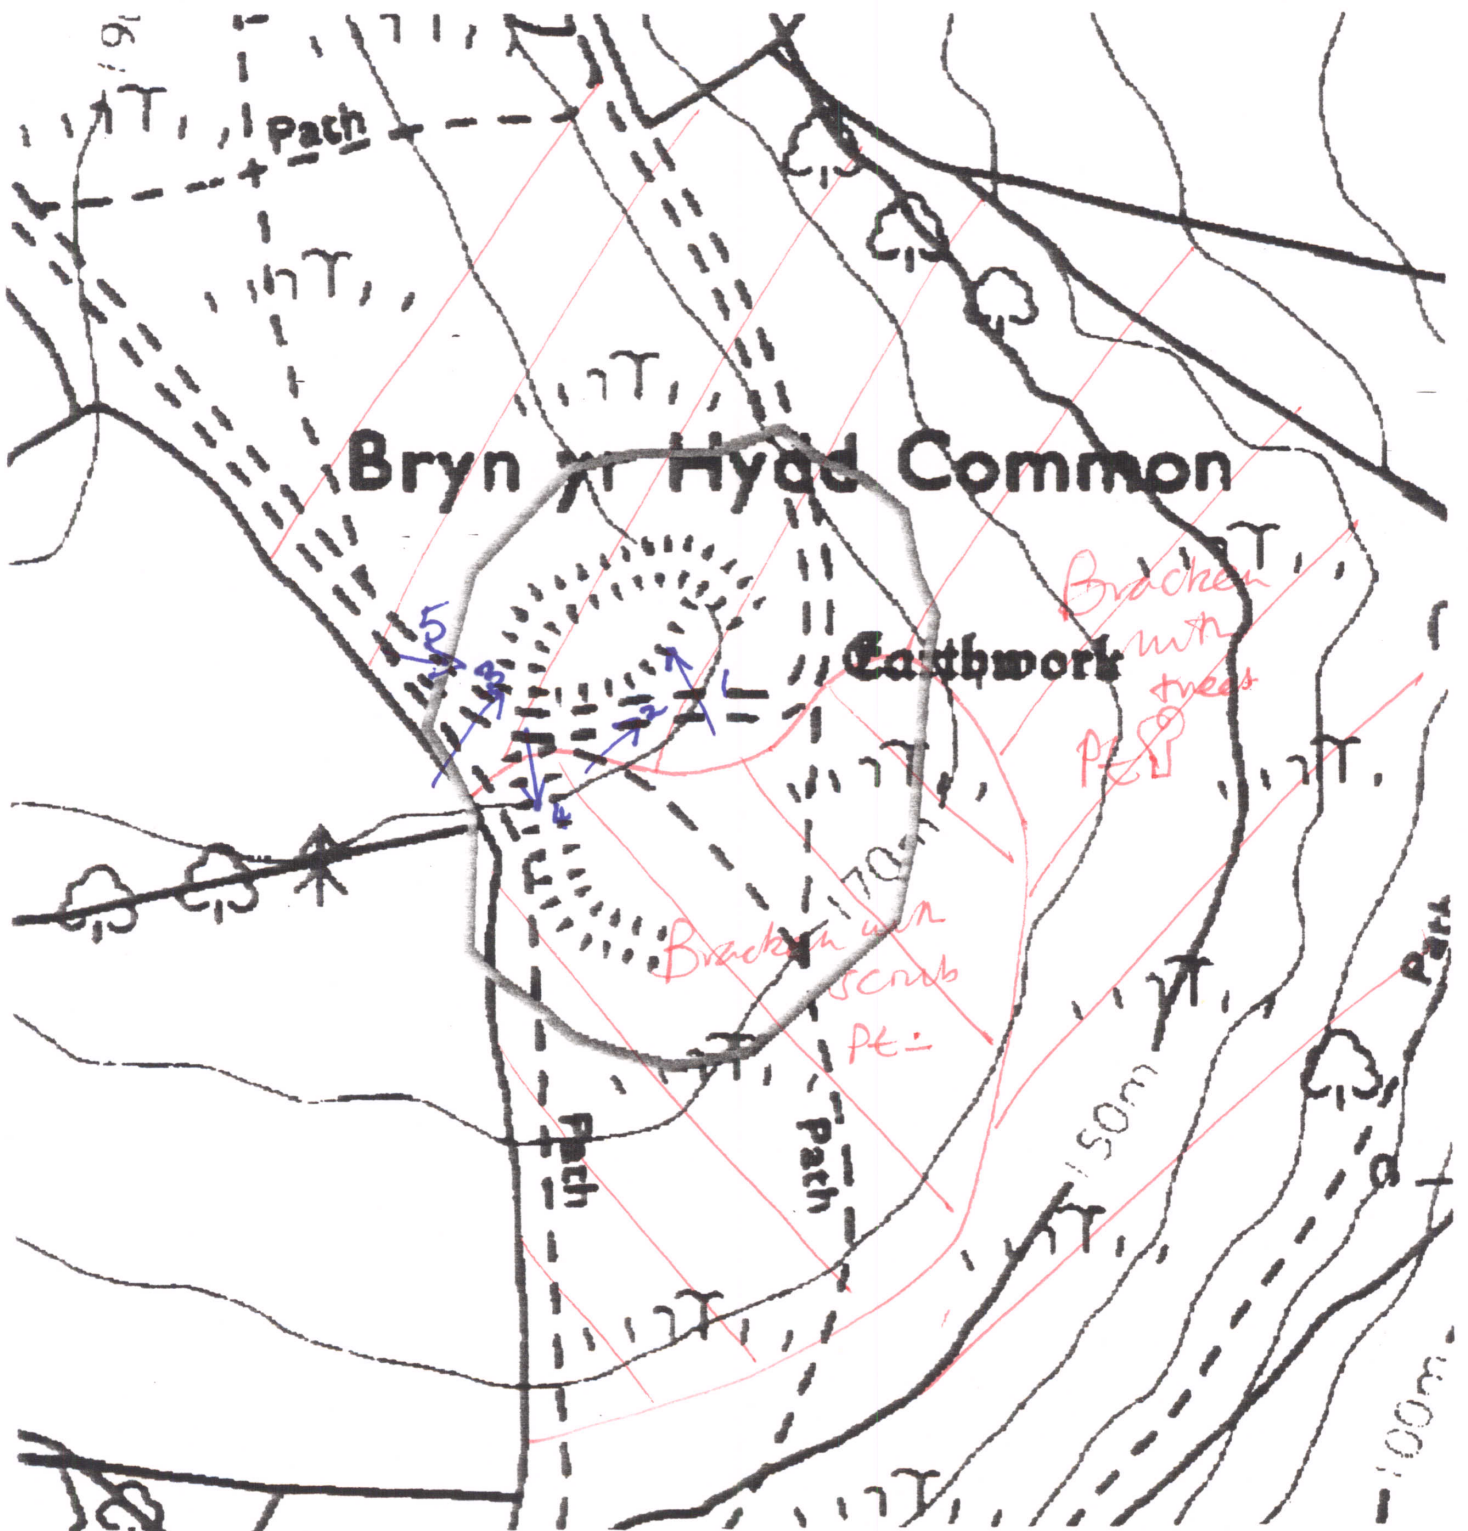 Path
Bryn yr Hydd Common
Bracken
with
trees
Pt
Earthwork
5
3
1
2
4
170m
Bracken with
scrub
Pt
Path
150m
Path
Path
100m